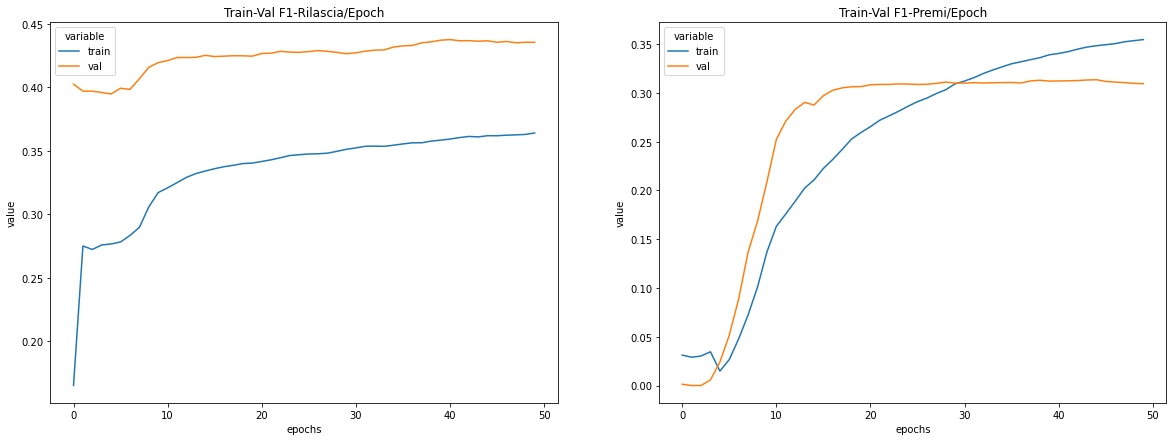 Train-Val F1-Rilascia/Epoch
variable
train
val
value
0.45
0.40
0.35
0.30
0.25
0.20
0 10 20 30 40 50
epochs
Train-Val F1-Premi/Epoch
variable
train
val
value
0.35
0.30
0.25
0.20
0.15
0.10
0.05
0.00
0 10 20 30 40 50
epochs